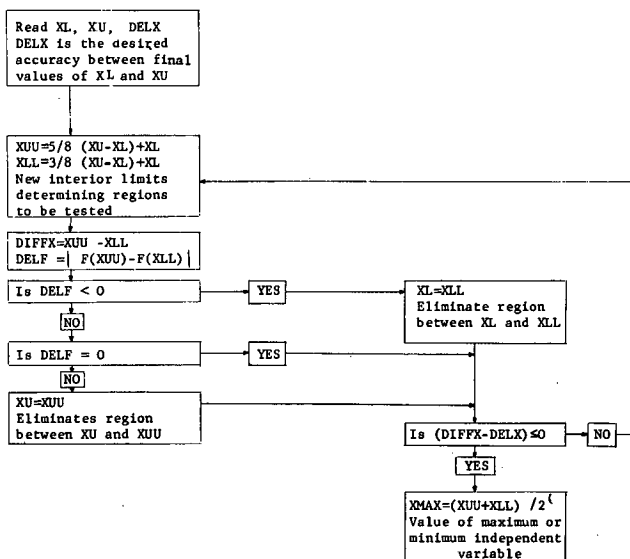 Read XL, XU, DELX
DELX is the desired
accuracy between final
values of XL and XU
XUU=5/8 (XU-XL)+XL
XLL=3/8 (XU-XL)+XL
New interior limits
determining regions
to be tested
DIFFX=XUU -XLL
DELF =| F(XUU)-F(XLL)|
Is DELF < 0
YES
XL=XLL
Eliminate region
between XL and XLL
NO
Is DELF = 0
YES
NO
XU=XUU
Eliminates region
between XU and XUU
Is (DIFFX-DELX)≤0
NO
YES
XMAX=(XUU+XLL) /2
Value of maximum or
minimum independent
variable